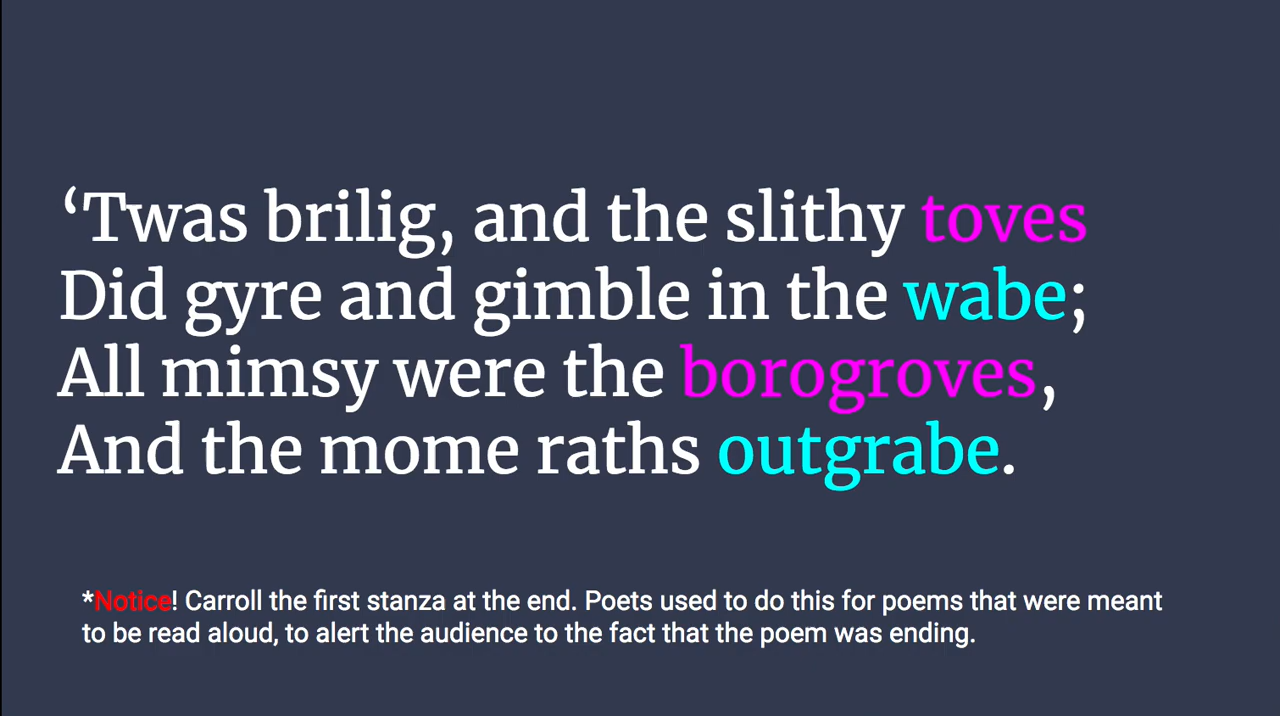 ‘Twas brilig, and the slithy toves
Did gyre and gimble in the wabe;
All mimsy were the borogroves,
And the mome raths outgrabe.
*Notice! Carroll the first stanza at the end. Poets used to do this for poems that were meant
to be read aloud, to alert the audience to the fact that the poem was ending.